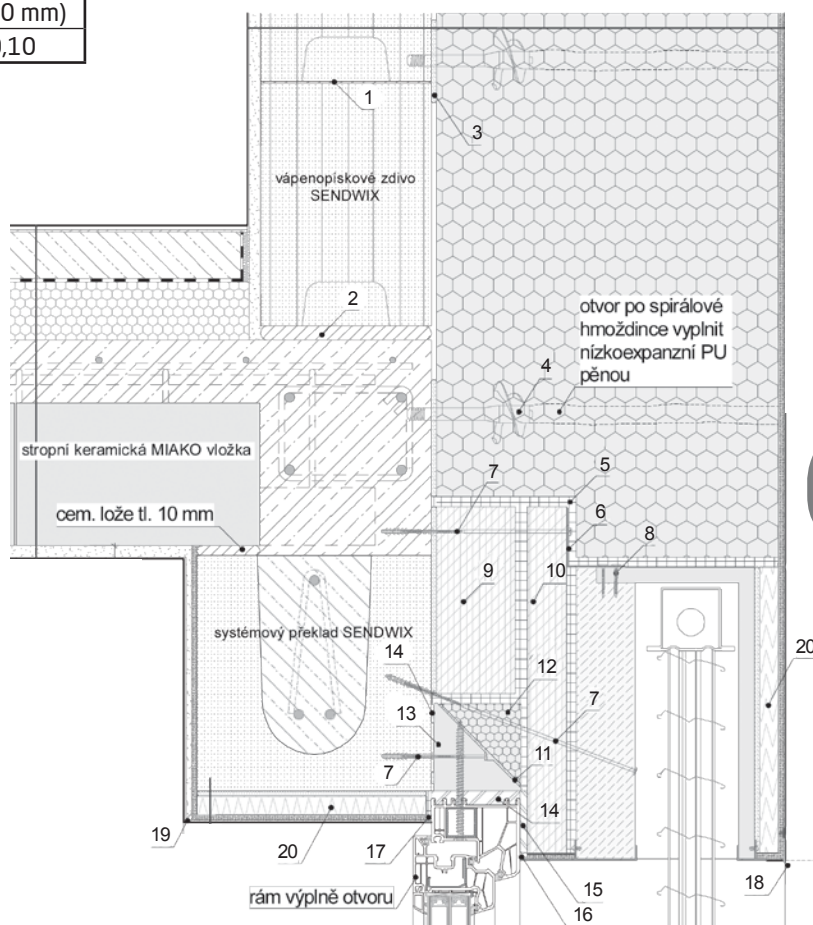 0 mm)
0,10
1
3
vápenopískové zdivo
SENDWIX
2
otvor po spirálové
hmoždince vyplnit
nízkoexpanzní PU
pěnou
4
stropní keramická MIAKO vložka
7
5
cem. lože tl. 10 mm
6
8
9
10
systémový překlad SENDWIX
14
20
12
13
7
7
11
14
19
20
17
15
18
rám výplně otvoru
16